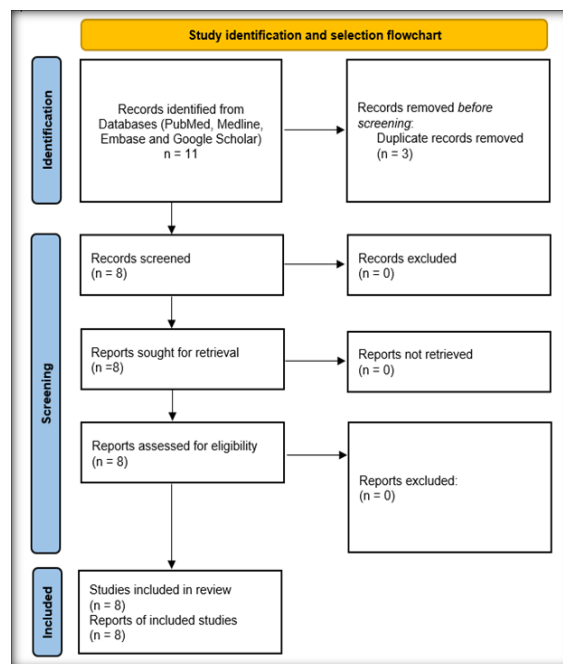 Study identification and selection flowchart
Identification
Records identified from
Databases (PubMed, Medline,
Embase and Google Scholar)
n = 11
Records removed before
screening:
Duplicate records removed
(n = 3)
Screening
Records screened
(n = 8)
Records excluded
(n = 0)
Reports sought for retrieval
(n =8)
Reports not retrieved
(n = 0)
Reports assessed for eligibility
(n = 8)
Reports excluded:
(n = 0)
Included
Studies included in review
(n = 8)
Reports of included studies
(n = 8)